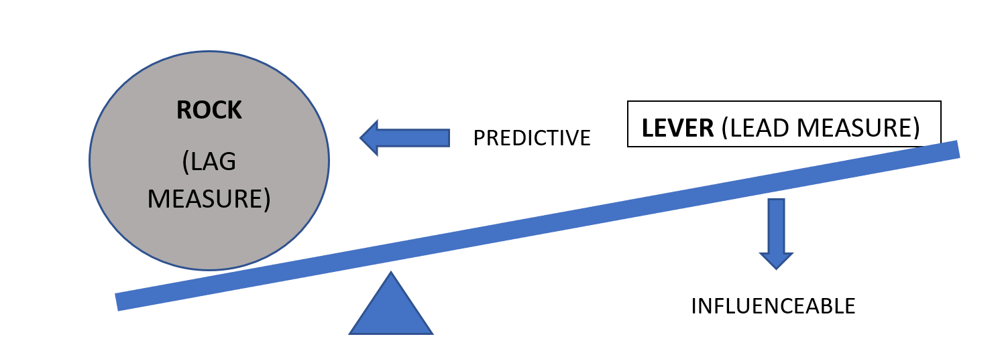 ROCK
(LAG
MEASURE)
PREDICTIVE
LEVER (LEAD MEASURE)
INFLUENCEABLE